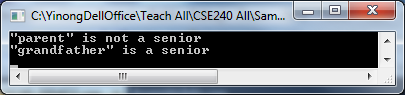 C:\YinongDellOffice\Teach All\CSE240 All\Sam...
"parent" is not a senior
"grandfather" is a senior